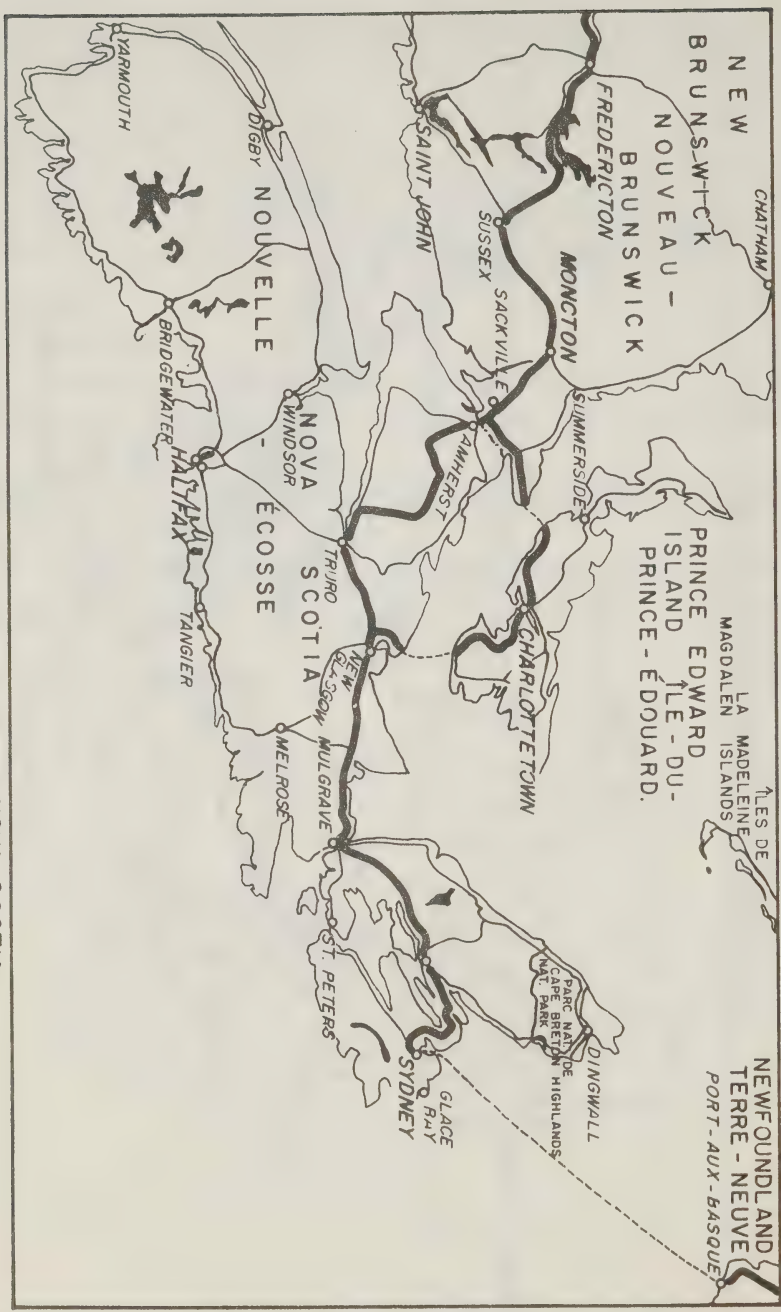 NEW
BRUNSWICK
NOUVEAU-
BRUNSWICK
CHATHAM
FREDERICTON
SAINT JOHN
SUSSEX
MONCTON
SACKVILLE
AMHERST
SUMMERSIDE
PRINCE EDWARD
ISLAND ÎLE-DU-
PRINCE-ÉDOUARD.
CHARLOTTETOWN
ÎLES DE
LA MADELEINE
MAGDALEN ISLANDS
NEWFOUNDLAND
TERRE-NEUVE
PORT-AUX-BASQUE
YARMOUTH
DIGBY
NOUVELLE
-
ÉCOSSE
NOVA
SCOTIA
BRIDGEWATER
WINDSOR
HALIFAX
TRURO
TANGIER
NEW
GLASGOW
MELROSE
MULGRAVE
ST. PETERS
SYDNEY
GLACE
BAY
DINGWALL
PARC NAT. DE
CAPE BRETON HIGHLANDS
NAT. PARK